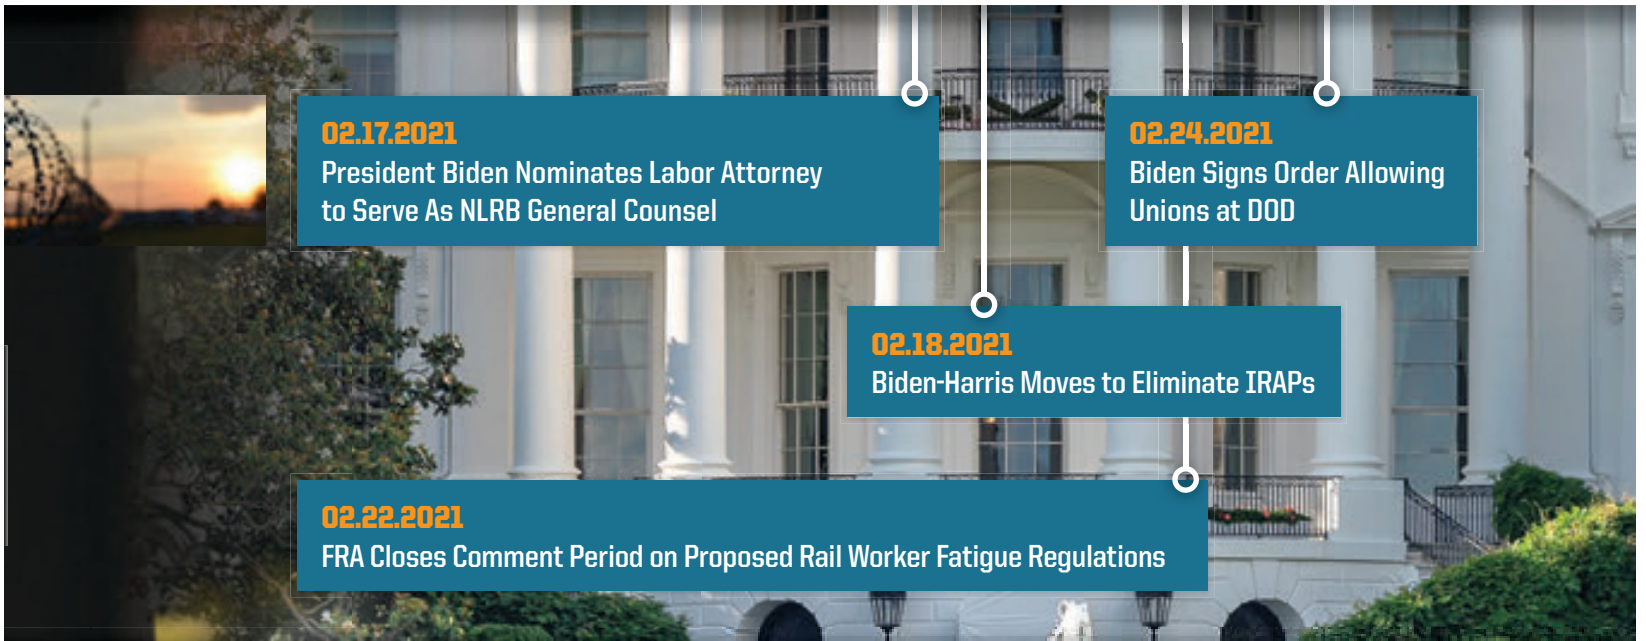 02.17.2021
President Biden Nominates Labor Attorney
to Serve As NLRB General Counsel
02.24.2021
Biden Signs Order Allowing
Unions at DOD
02.18.2021
Biden-Harris Moves to Eliminate IRAPs
02.22.2021
FRA Closes Comment Period on Proposed Rail Worker Fatigue Regulations